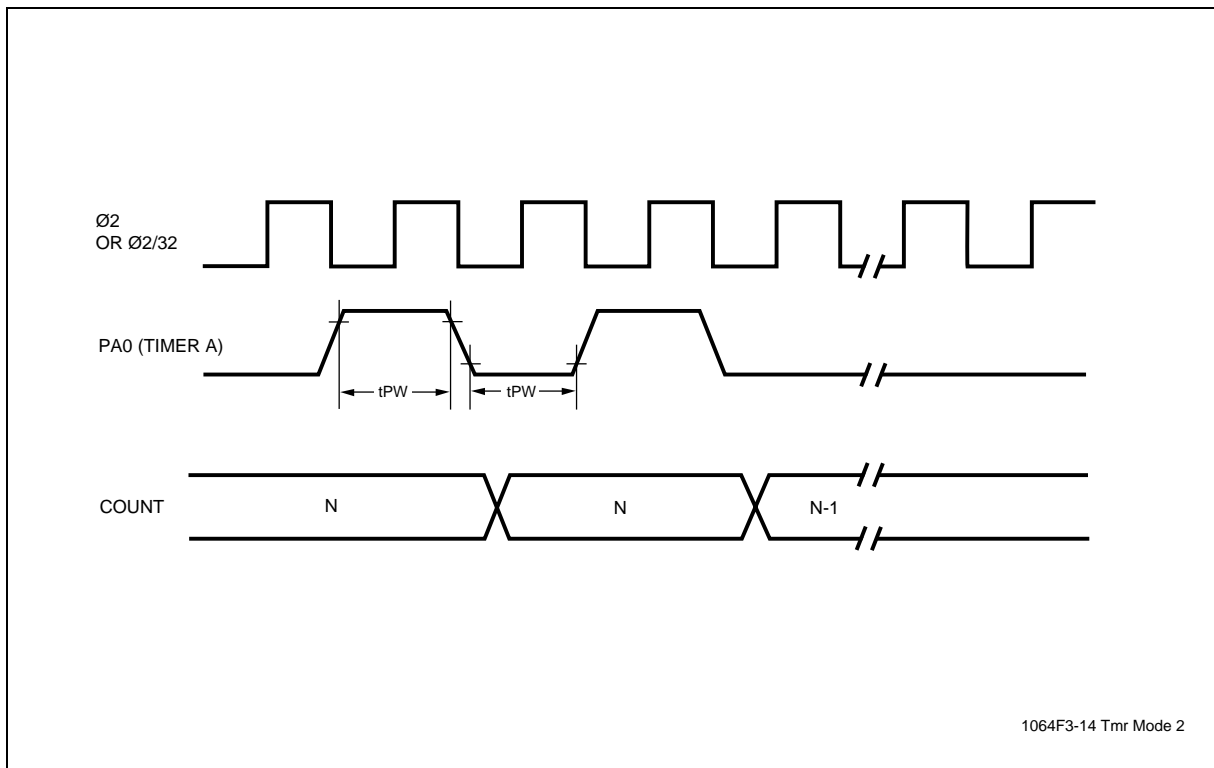 Ø2
OR Ø2/32
PA0 (TIMER A)
tPW
tPW
COUNT
N
N
N-1
1064F3-14 Tmr Mode 2